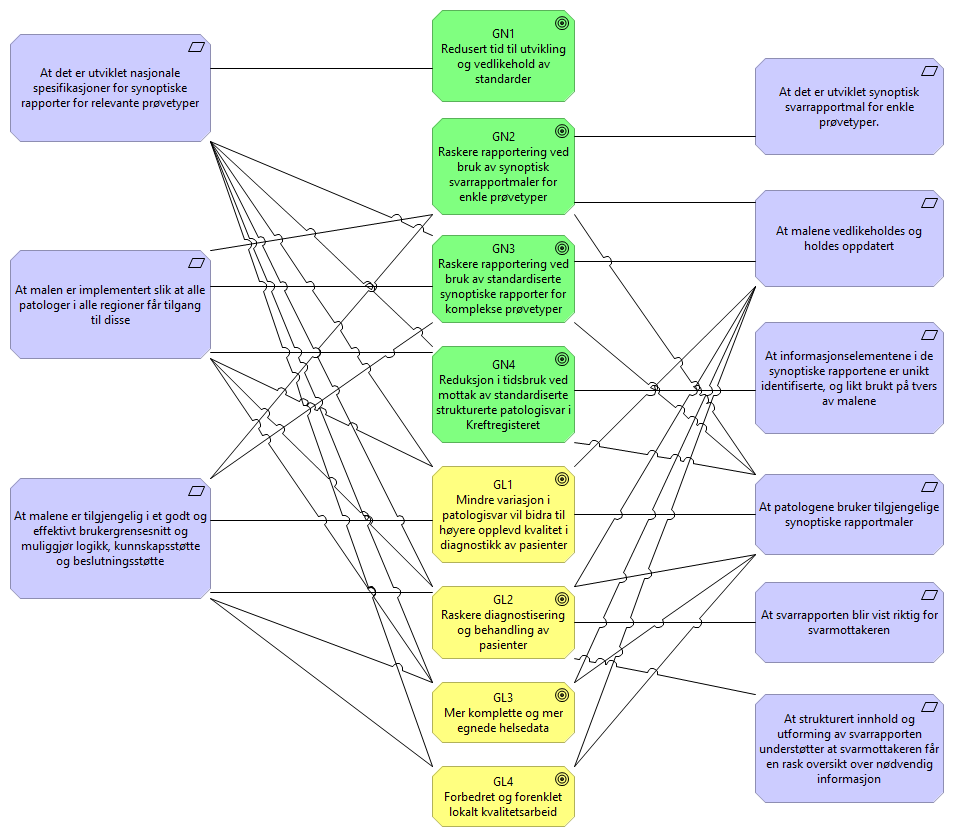 At det er utviklet nasjonale
spesifikasjoner for synoptiske
rapporter for relevante prøvetyper
At malen er implementert slik at alle
patologer i alle regioner får tilgang
til disse
At malene er tilgjengelig i et godt og
effektivt brukergrensesnitt og
muliggjør logikk, kunnskapsstøtte
og beslutningsstøtte
GN1
Redusert tid til utvikling
og vedlikehold av
standarder
GN2
Raskere rapportering ved
bruk av synoptisk
svarrapportmaler for
enkle prøvetyper
GN3
Raskere rapportering ved
bruk av standardiserte
synoptiske rapporter for
komplekse prøvetyper
GN4
Reduksjon i tidsbruk ved
mottak av standardiserte
strukturerte patologisvar i
Kreftregisteret
GL1
Mindre variasjon i
patologisvar vil bidra til
høyere opplevd kvalitet i
diagnostikk av pasienter
GL2
Raskere diagnostisering
og behandling av
pasienter
GL3
Mer komplette og mer
egnede helsedata
GL4
Forbedret og forenklet
lokalt kvalitetsarbeid
At det er utviklet synoptisk
svarrapportmal for enkle
prøvetyper.
At malene vedlikeholdes og
holdes oppdatert
At informasjonselementene i de
synoptiske rapportene er unikt
identifiserte, og likt brukt på tvers
av malene
At patologene bruker tilgjengelige
synoptiske rapportmaler
At svarrapporten blir vist riktig for
svarmottakeren
At strukturert innhold og
utforming av svarrapporten
understøtter at svarmottakeren får
en rask oversikt over nødvendig
informasjon